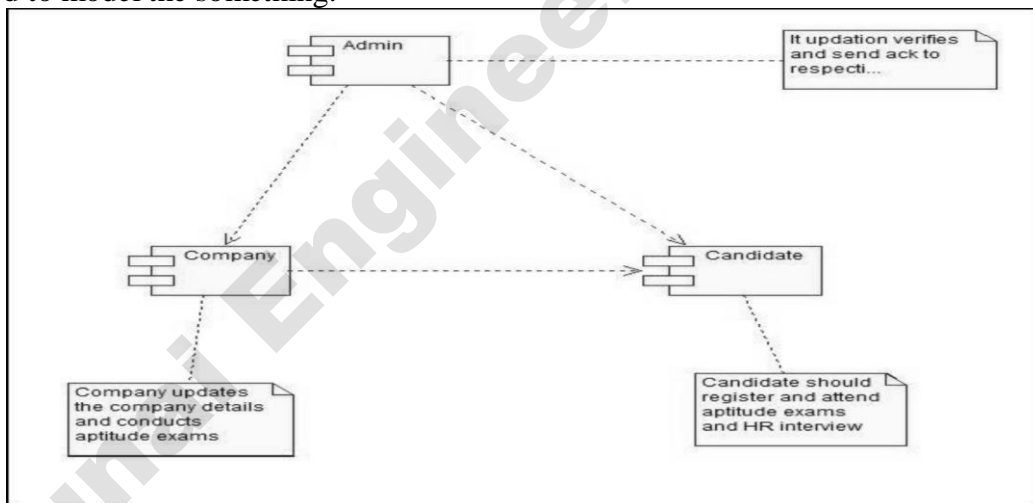 d to model the something.
Admin
It updation verifies
and send ack to
respecti...
Company
Candidate
Company updates
the company details
and conducts
aptitude exams
Candidate should
register and attend
aptitude exams
and HR interview